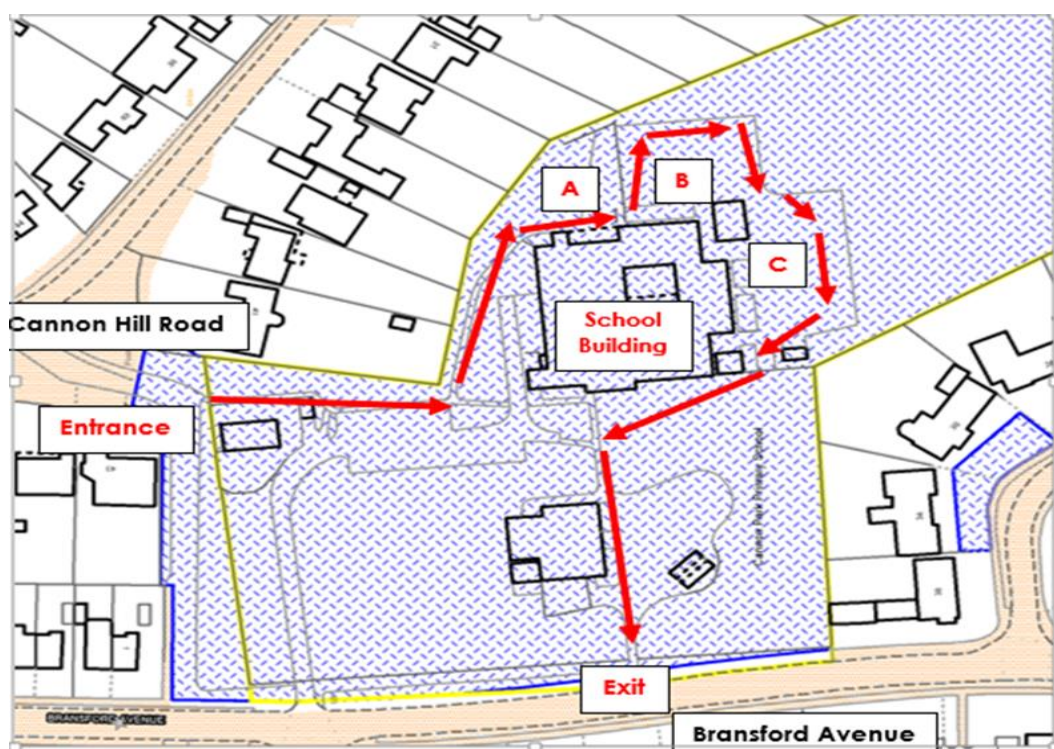 A
B
C
School
Building
Cannon Hill Road
Entrance
Exit
BRANSFORD AVENUE
Bransford Avenue